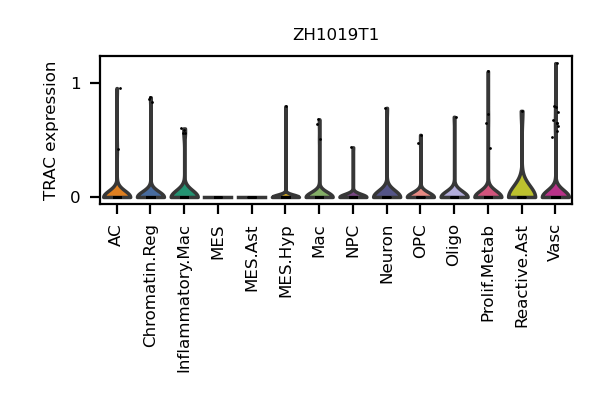 ZH1019T1
TRAC expression
1
0
AC
Chromatin.Reg
Inflammatory.Mac
MES
MES.Ast
MES.Hyp
Mac
NPC
Neuron
OPC
Oligo
Prolif.Metab
Reactive.Ast
Vasc